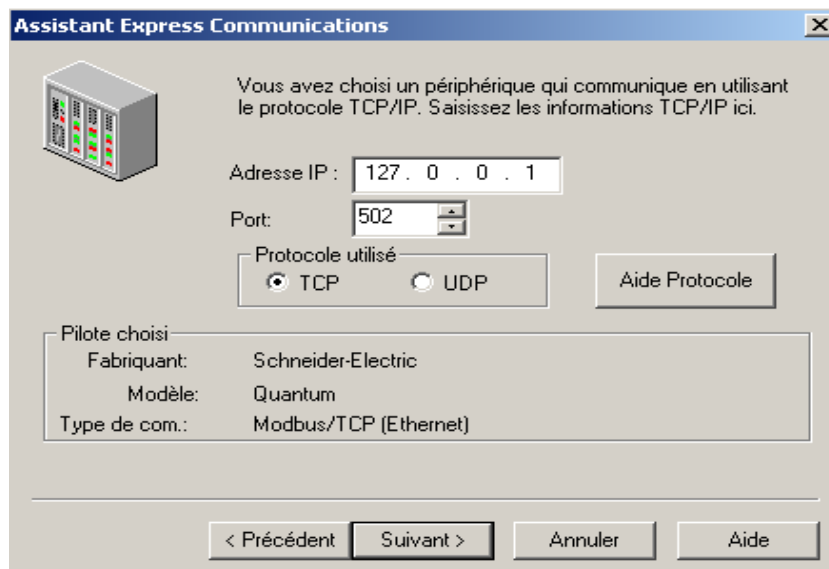 Assistant Express Communications
Vous avez choisi un périphérique qui communique en utilisant
le protocole TCP/IP. Saisissez les informations TCP/IP ici.
Adresse IP : 127 . 0 . 0 . 1
Port: 502
Protocole utilisé
TCP UDP
Aide Protocole
Pilote choisi
Fabriquant: Schneider-Electric
Modèle: Quantum
Type de com.: Modbus/TCP (Ethernet)
< Précédent Suivant > Annuler Aide